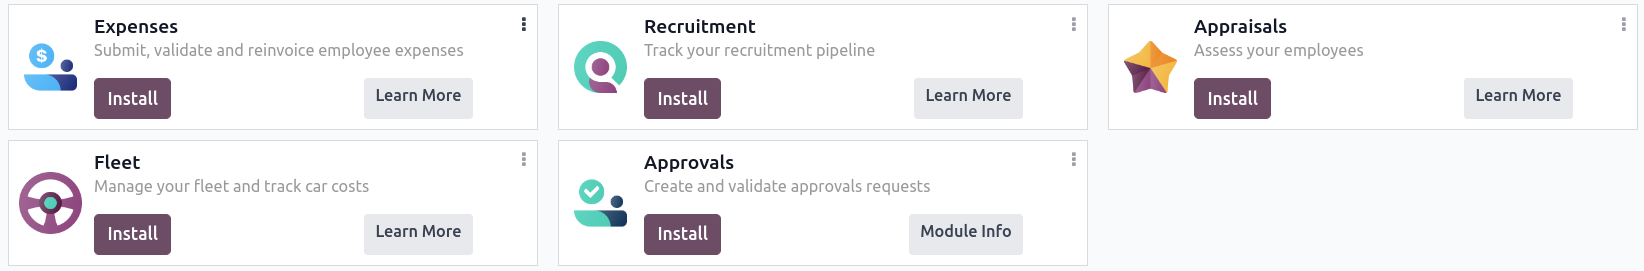 Expenses
Submit, validate and reinvoice employee expenses
$
Install
Learn More
Recruitment
Track your recruitment pipeline
Install
Learn More
Appraisals
Assess your employees
Install
Learn More
Fleet
Manage your fleet and track car costs
Install
Learn More
Approvals
Create and validate approvals requests
Install
Module Info